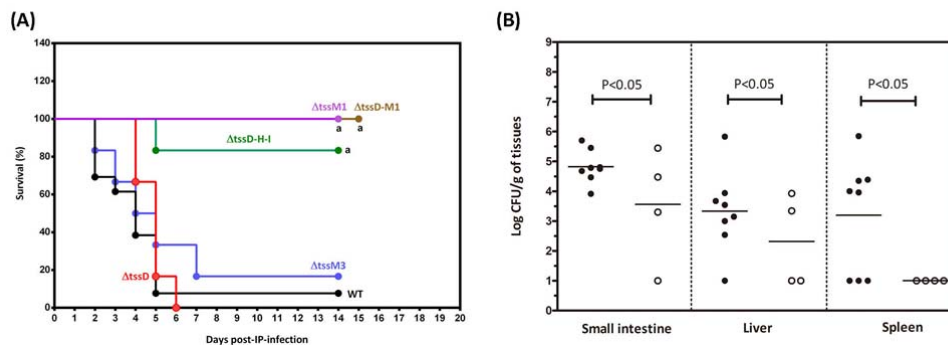 (A)
140
120
100
80
60
40
20
0
Survival (%)
0 1 2 3 4 5 6 7 8 9 10 11 12 13 14 15 16 17 18 19 20
Days post-IP-infection
ΔtssM1
ΔtssD-M1
a
a
ΔtssD-H-I
a
ΔtssM3
ΔtssD
WT
(B)
9
8
7
6
5
4
3
2
1
0
Log CFU/g of tissues
P<0.05
P<0.05
P<0.05
Small intestine
Liver
Spleen